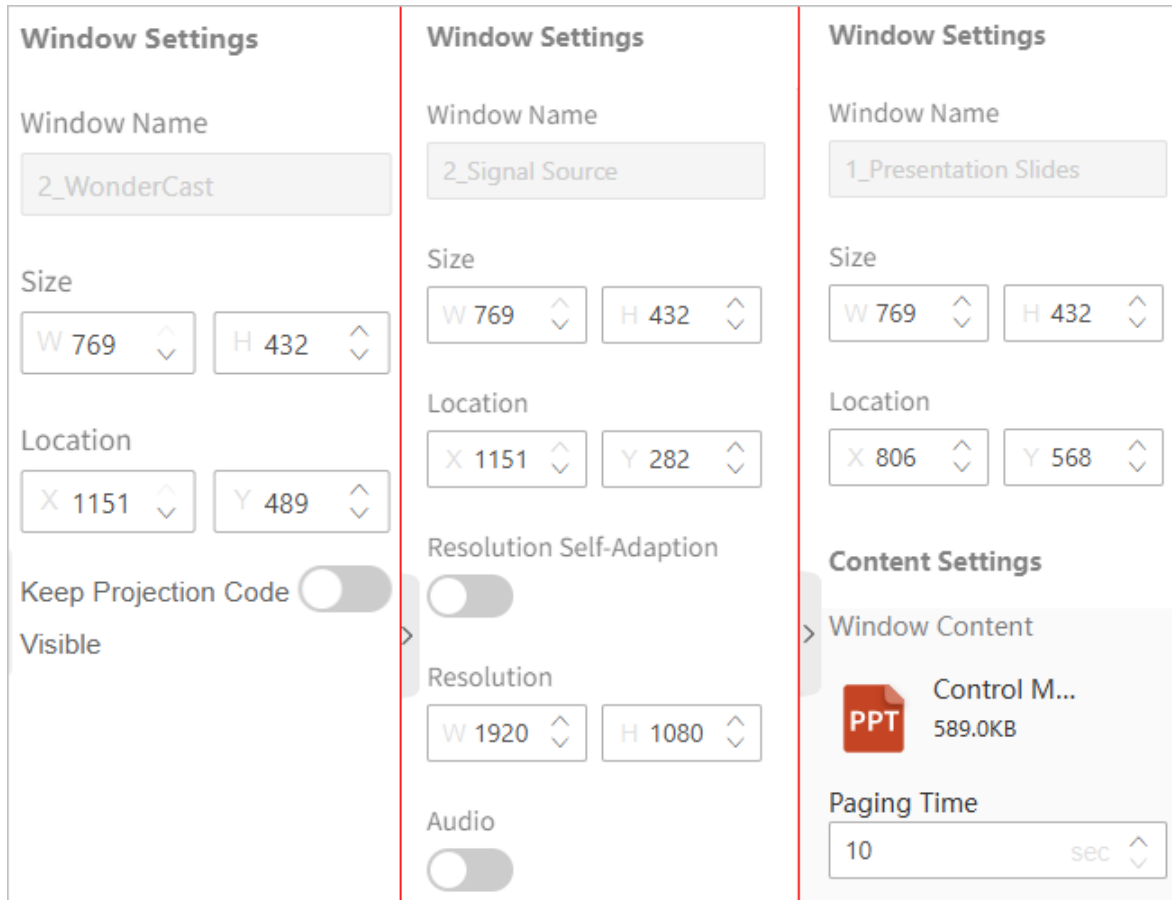 Window Settings
Window Name
2_WonderCast
Size
W 769 H 432
Location
X 1151 Y 489
Keep Projection Code
Visible
Window Settings
Window Name
2_Signal Source
Size
W 769 H 432
Location
X 1151 Y 282
Resolution Self-Adaption
Resolution
W 1920 H 1080
Audio
Window Settings
Window Name
1_Presentation Slides
Size
W 769 H 432
Location
X 806 Y 568
Content Settings
Window Content
Control M...
PPT
589.0KB
Paging Time
10 sec